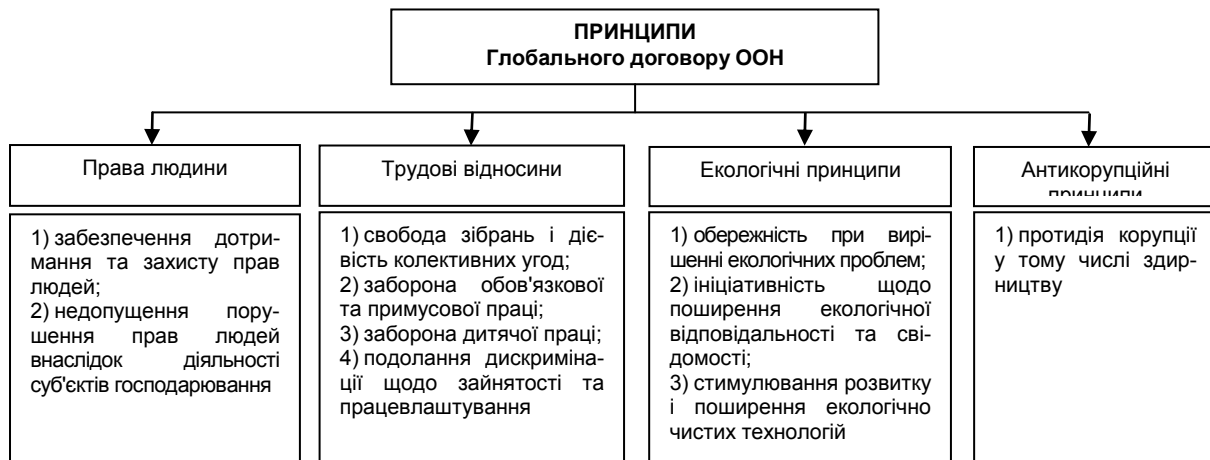 ПРИНЦИПИ
Глобального договору ООН
Права людини
1) забезпечення дотри-
мання та захисту прав
людей;
2) недопущення пору-
шення прав людей
внаслідок діяльності
суб'єктів господарювання
Трудові відносини
1) свобода зібрань і діє-
вість колективних угод;
2) заборона обов'язкової
та примусової праці;
3) заборона дитячої праці;
4) подолання дискриміна-
ції щодо зайнятості та
працевлаштування
Екологічні принципи
1) обережність при вирі-
шенні екологічних проблем;
2) ініціативність щодо
поширення екологічної
відповідальності та сві-
домості;
3) стимулювання розвитку
і поширення екологічно
чистих технологій
Антикорупційні
принципи
1) протидія корупції
у тому числі здир-
ництву